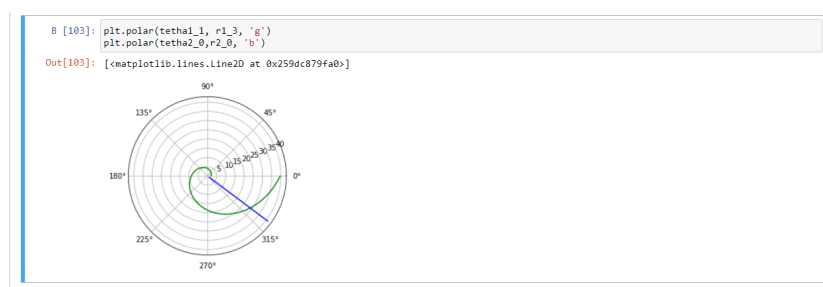 B [103]: plt.polar(tetha1_1, r1_3, 'g')
plt.polar(tetha2_0,r2_0, 'b')
Out[103]: [<matplotlib.lines.Line2D at 0x259dc879fa0>]
90°
135° 45°
5 10 15 20 25 30 35 40
180° 0°
225° 315°
270°